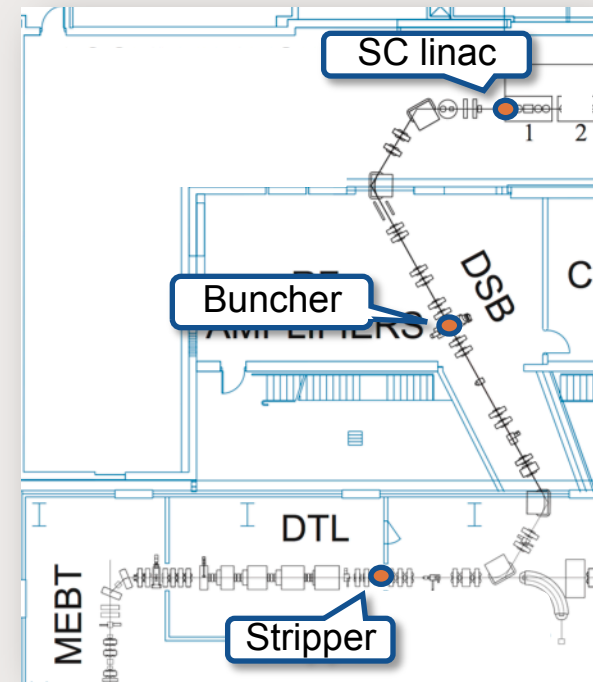 SC linac
1 2
DSB
C
Buncher
AMPLIFIERS
DTL
MEBT
Stripper